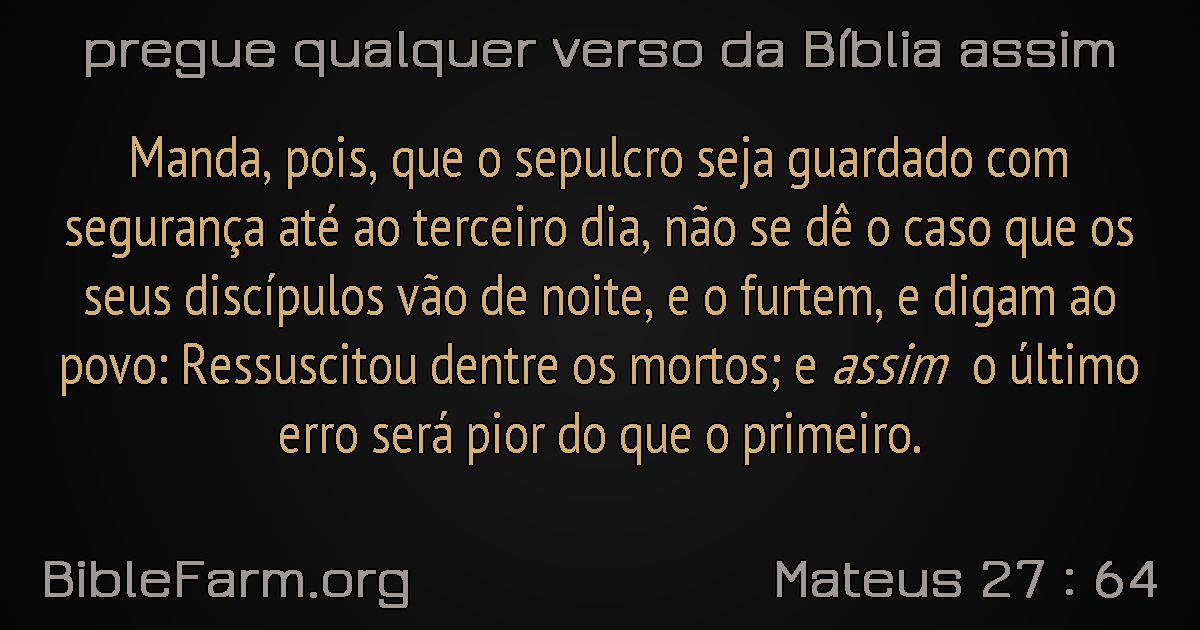 pregue qualquer verso da Bíblia assim
Manda, pois, que o sepulcro seja guardado com
segurança até ao terceiro dia, não se dê o caso que os
seus discípulos vão de noite, e o furtem, e digam ao
povo: Ressuscitou dentre os mortos; e assim o último
erro será pior do que o primeiro.
BibleFarm.org
Mateus 27 : 64